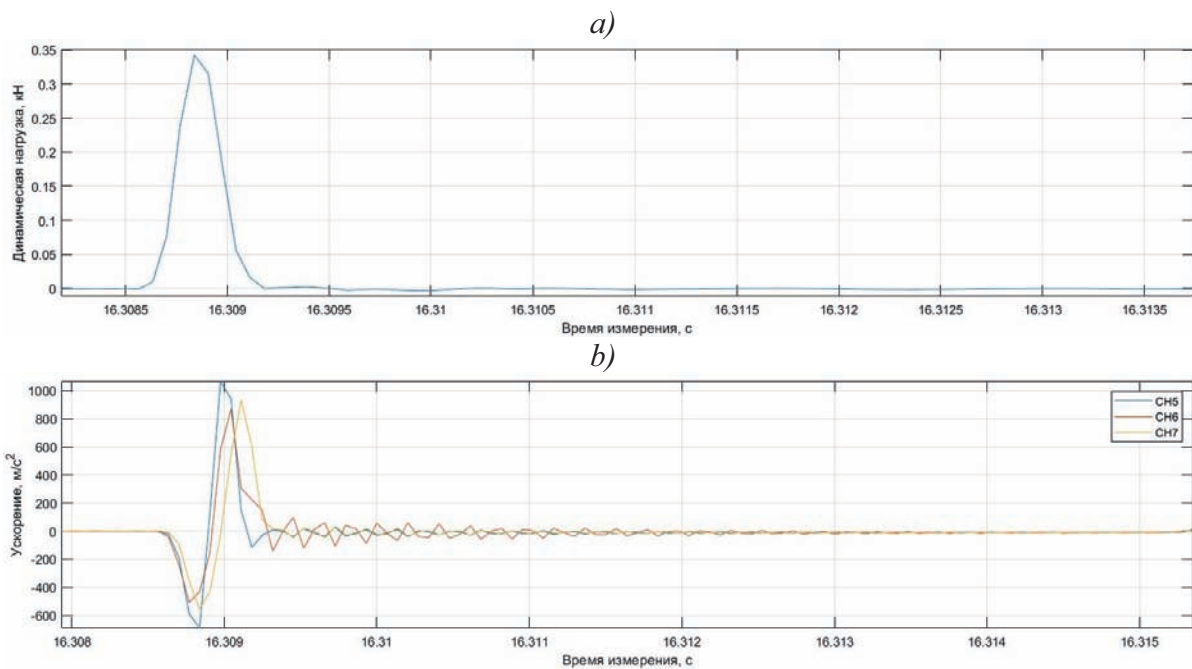 a)
0.35
0.3
0.25
0.2
0.15
0.1
0.05
0
Динамическая нагрузка, кН
16.3085 16.309 16.3095 16.31 16.3105 16.311 16.3115 16.312 16.3125 16.313 16.3135
Время измерения, с
b)
1000
800
600
400
200
0
-200
-400
-600
Ускорение, м/с²
CH5
CH6
CH7
16.308 16.309 16.31 16.311 16.312 16.313 16.314 16.315
Время измерения, с